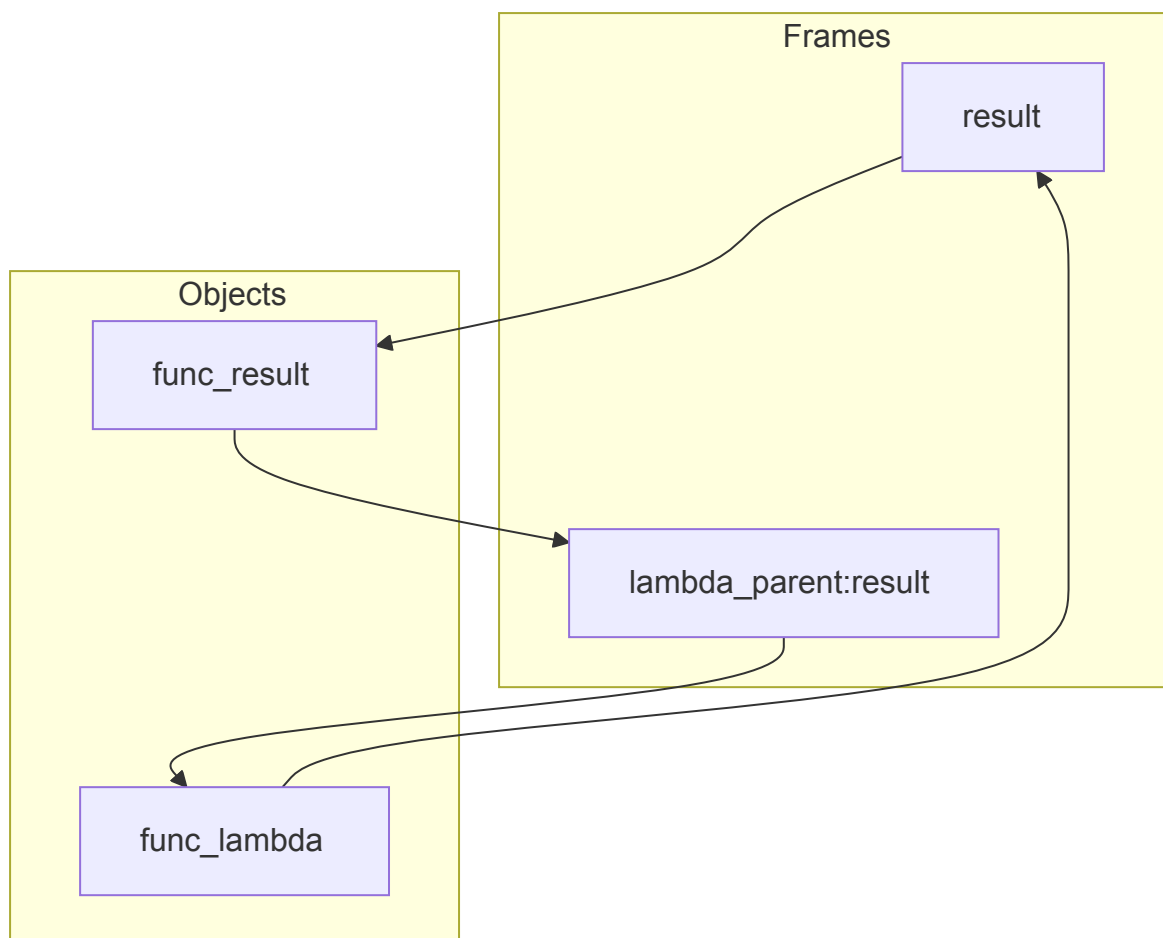 Frames
result
Objects
func_result
lambda_parent:result
func_lambda